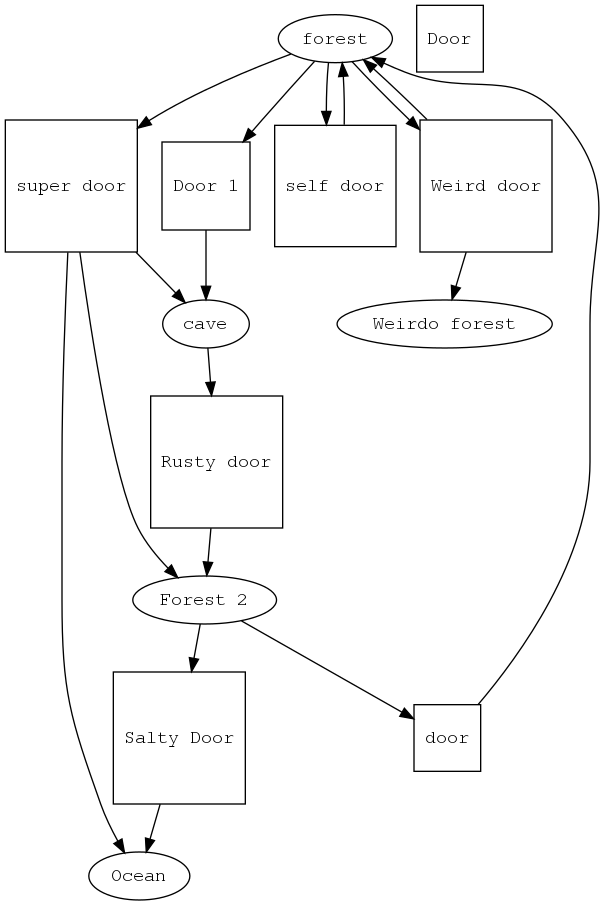 forest
Door
super door
Door 1
self door
Weird door
cave
Weirdo forest
Rusty door
Forest 2
Salty Door
door
Ocean